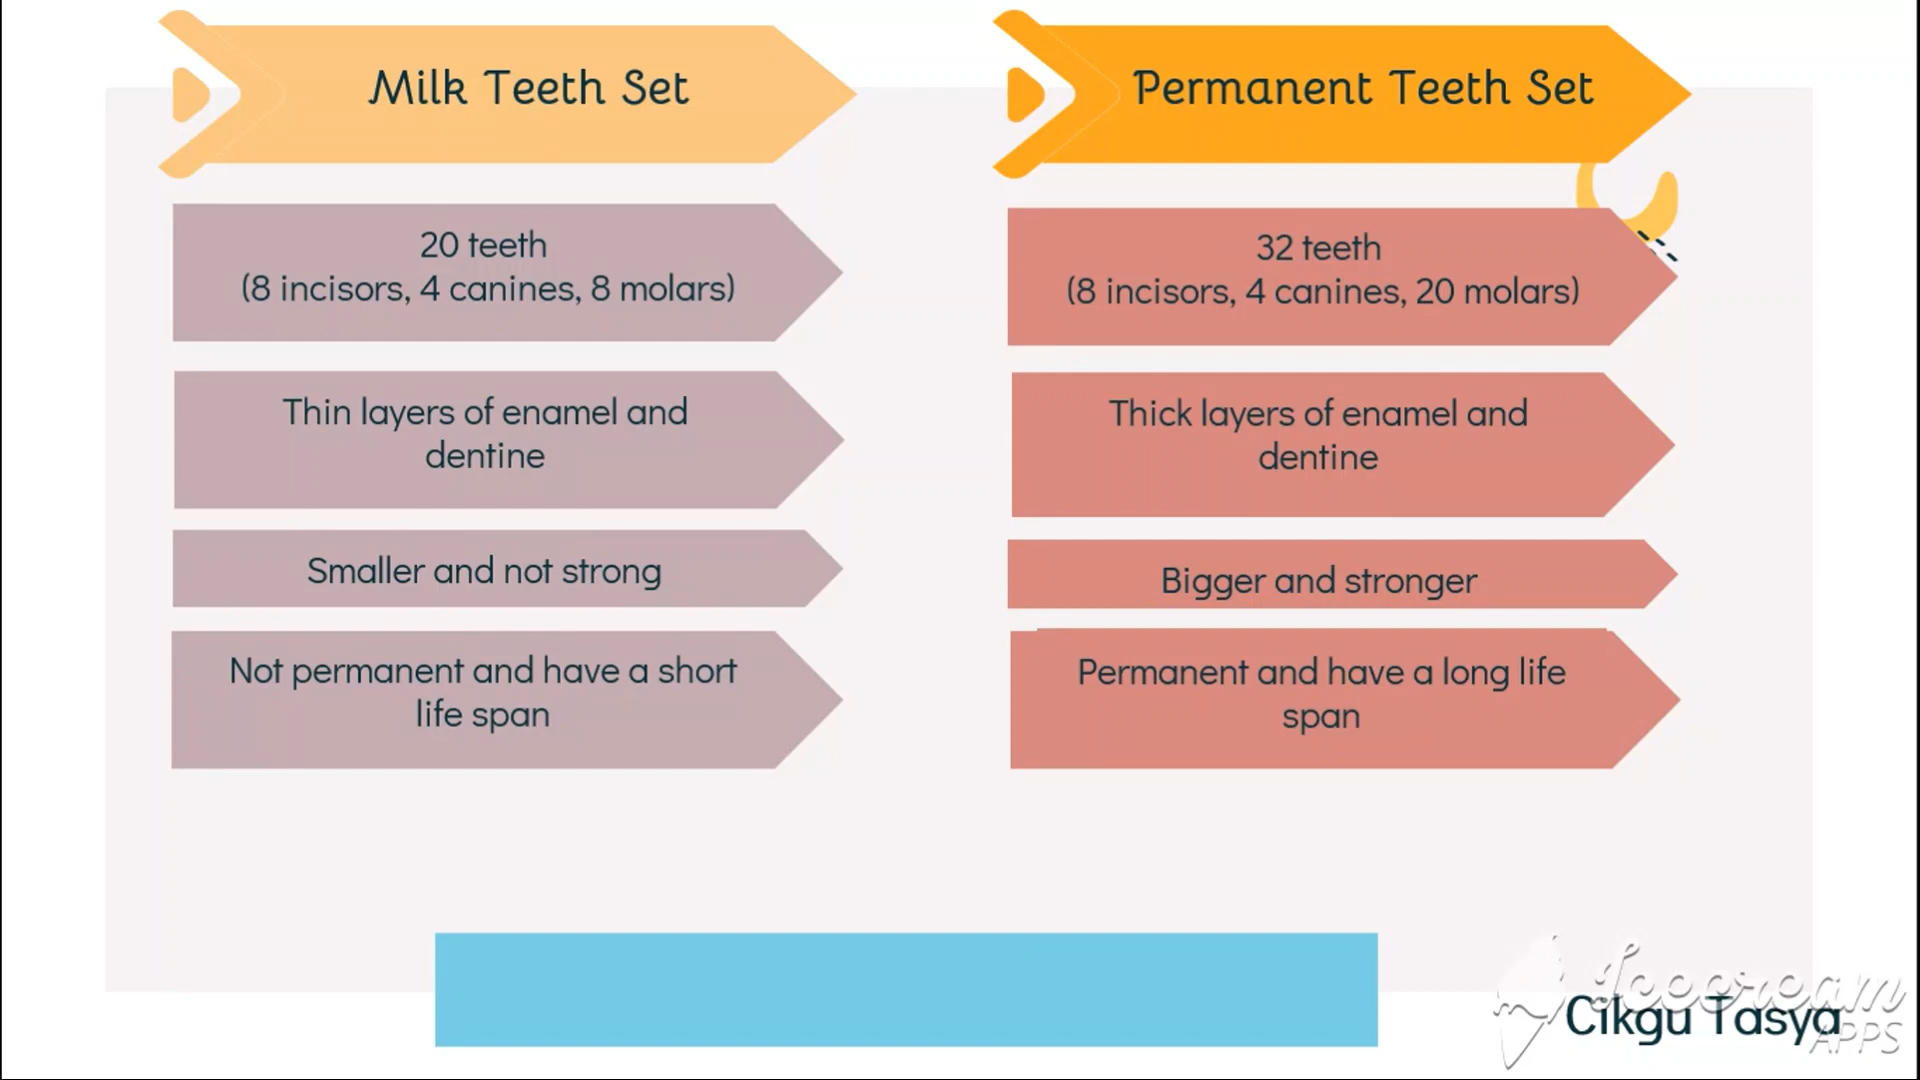 Milk Teeth Set
Permanent Teeth Set
20 teeth
(8 incisors, 4 canines, 8 molars)
32 teeth
(8 incisors, 4 canines, 20 molars)
Thin layers of enamel and
dentine
Thick layers of enamel and
dentine
Smaller and not strong
Bigger and stronger
Not permanent and have a short
life span
Permanent and have a long life
span
Icecream
APPS
Cikgu Tasya